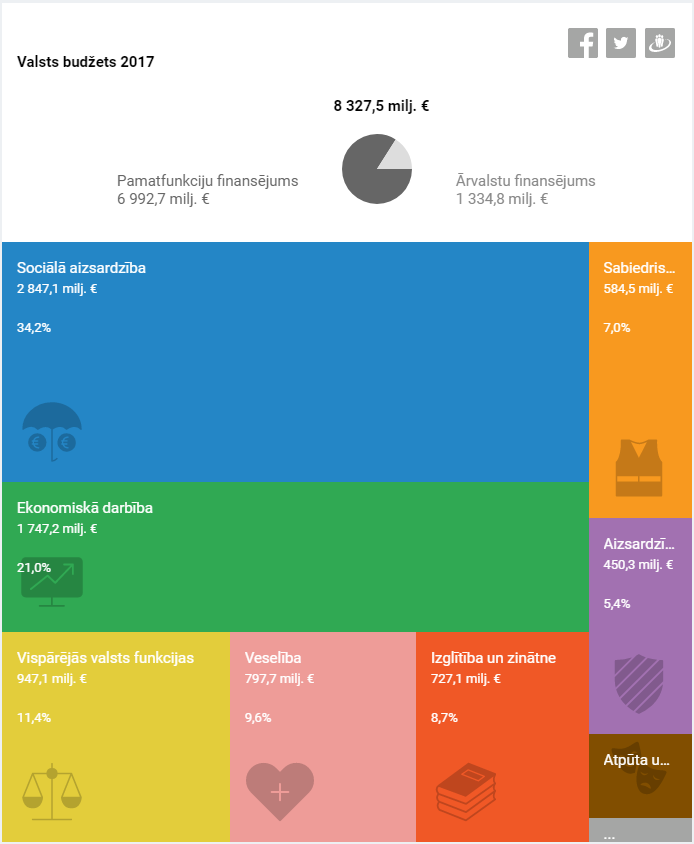 Valsts budžets 2017
8 327,5 milj. €
Pamatfunkciju finansējums
6 992,7 milj. €
Ārvalstu finansējums
1 334,8 milj. €
Sociālā aizsardzība
2 847,1 milj. €
34,2%
Sabiedris...
584,5 milj. €
7,0%
Ekonomiskā darbība
1 747,2 milj. €
21,0%
Aizsardzī...
450,3 milj. €
5,4%
Vispārējās valsts funkcijas
947,1 milj. €
11,4%
Veselība
797,7 milj. €
9,6%
Izglītība un zinātne
727,1 milj. €
8,7%
Atpūta u...
...